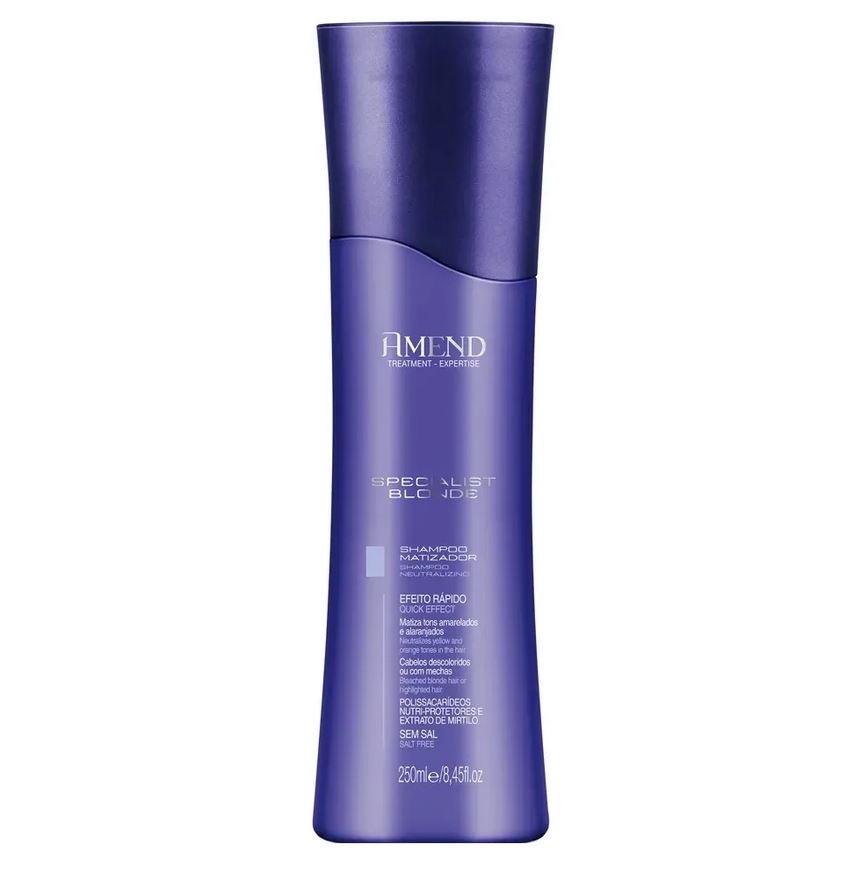 AMEND
TREATMENT - EXPERTISE
SPECIALIST
BLONDE
SHAMPOO
MATIZADOR
SHAMPOO
NEUTRALIZING
EFEITO RÁPIDO
QUICK EFFECT
Matiza tons amarelados
e alaranjados
Neutralizes yellow and
orange tones in the hair
Cabelos descoloridos
ou com mechas
Bleached blonde hair or
highlighted hair
POLISSACARÍDEOS
NUTRI-PROTETORES E
EXTRATO DE MIRTILO
SEM SAL
SALT FREE
250mle/8,45fl.oz